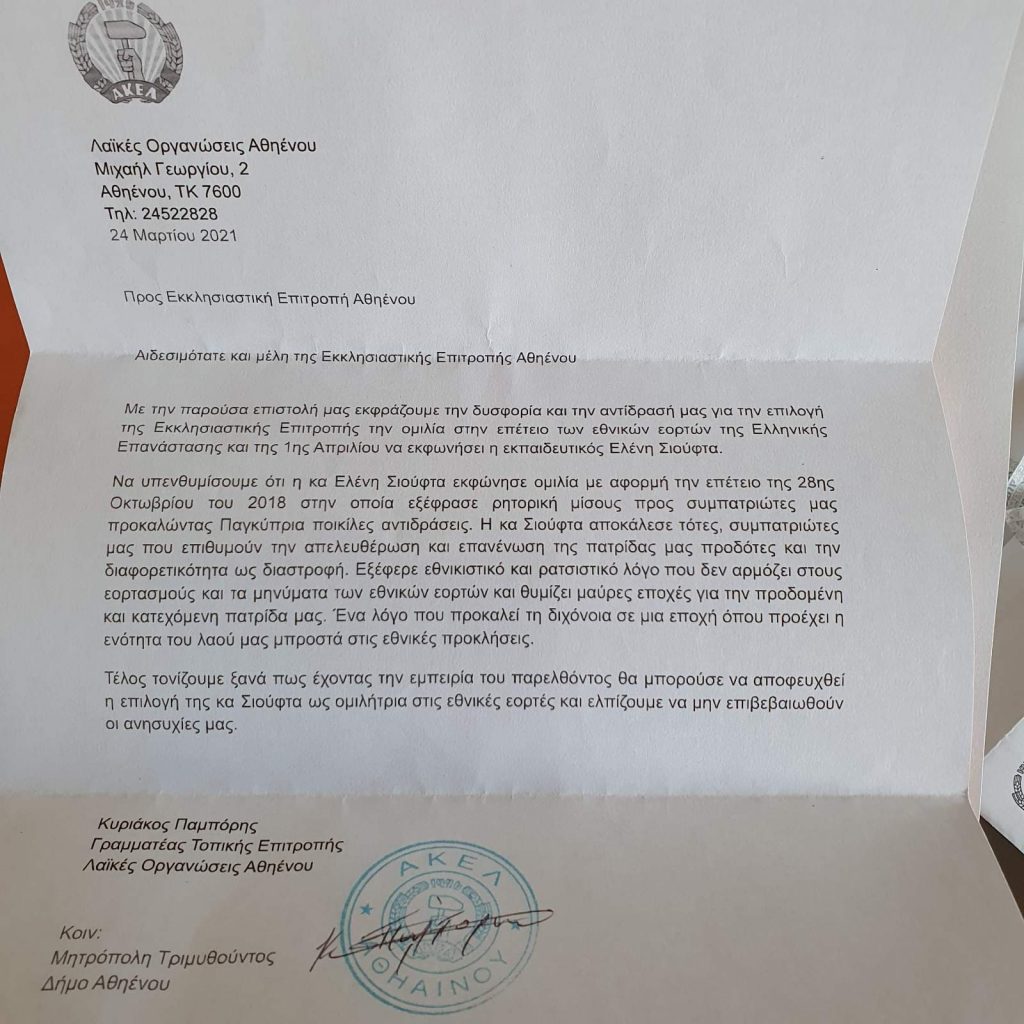 1926
ΑΚΕΛ
Λαϊκές Οργανώσεις Αθηένου
Μιχαήλ Γεωργίου, 2
Αθηένου, ΤΚ 7600
Τηλ: 24522828
24 Μαρτίου 2021
Προς Εκκλησιαστική Επιτροπή Αθηένου
Αιδεσιμότατε και μέλη της Εκκλησιαστικής Επιτροπής Αθηένου
Με την παρούσα επιστολή μας εκφράζουμε την δυσφορία και την αντίδρασή μας για την επιλογή
της Εκκλησιαστικής Επιτροπής την ομιλία στην επέτειο των εθνικών εορτών της Ελληνικής
Επανάστασης και της 1ης Απριλίου να εκφωνήσει η εκπαιδευτικός Ελένη Σιούφτα.
Να υπενθυμίσουμε ότι η κα Ελένη Σιούφτα εκφώνησε ομιλία με αφορμή την επέτειο της 28ης
Οκτωβρίου του 2018 στην οποία εξέφρασε ρητορική μίσους προς συμπατριώτες μας
προκαλώντας Παγκύπρια ποικίλες αντιδράσεις. Η κα Σιούφτα αποκάλεσε τότες, συμπατριώτες
μας που επιθυμούν την απελευθέρωση και επανένωση της πατρίδας μας προδότες και την
διαφορετικότητα ως διαστροφή. Εξέφερε εθνικιστικό και ρατσιστικό λόγο που δεν αρμόζει στους
εορτασμούς και τα μηνύματα των εθνικών εορτών και θυμίζει μαύρες εποχές για την προδομένη
και κατεχόμενη πατρίδα μας. Ένα λόγο που προκαλεί τη διχόνοια σε μια εποχή όπου προέχει η
ενότητα του λαού μας μπροστά στις εθνικές προκλήσεις.
Τέλος τονίζουμε ξανά πως έχοντας την εμπειρία του παρελθόντος θα μπορούσε να αποφευχθεί
η επιλογή της κα Σιούφτα ως ομιλήτρια στις εθνικές εορτές και ελπίζουμε να μην επιβεβαιωθούν
οι ανησυχίες μας.
Κυριάκος Παμπόρης
Γραμματέας Τοπικής Επιτροπής
Λαϊκές Οργανώσεις Αθηένου
ΑΚΕΛ
1926
ΑΘΗΑΙΝΟΥ
Κοιν:
Μητρόπολη Τριμυθούντος
Δήμο Αθηένου